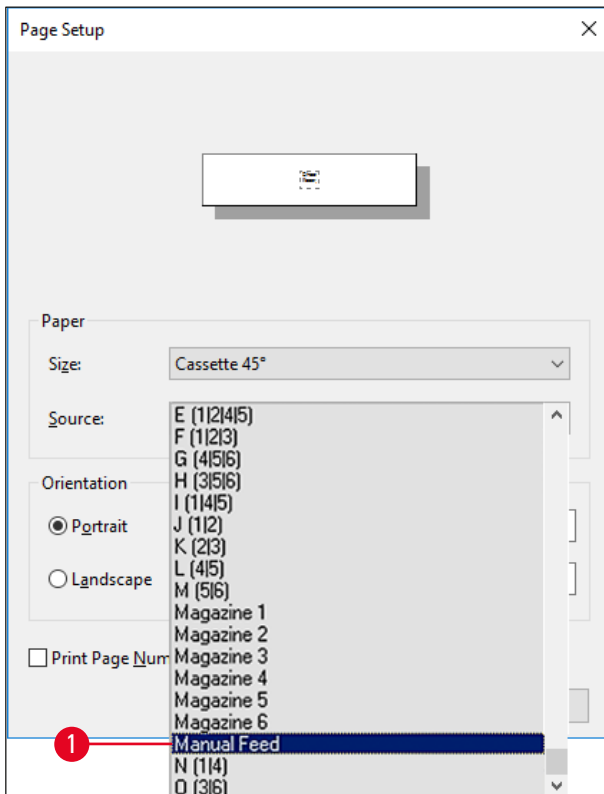 Page Setup
Paper
Size: Cassette 45°
Source:
E (1|2|4|5)
F (1|2|3)
G (4|5|6)
H (3|5|6)
I (1|4|5)
J (1|2)
K (2|3)
L (4|5)
M (5|6)
Magazine 1
Magazine 2
Magazine 3
Magazine 4
Magazine 5
Magazine 6
Manual Feed
N (1|4)
O (3|6)
Orientation
Portrait
Landscape
Print Page Num
1